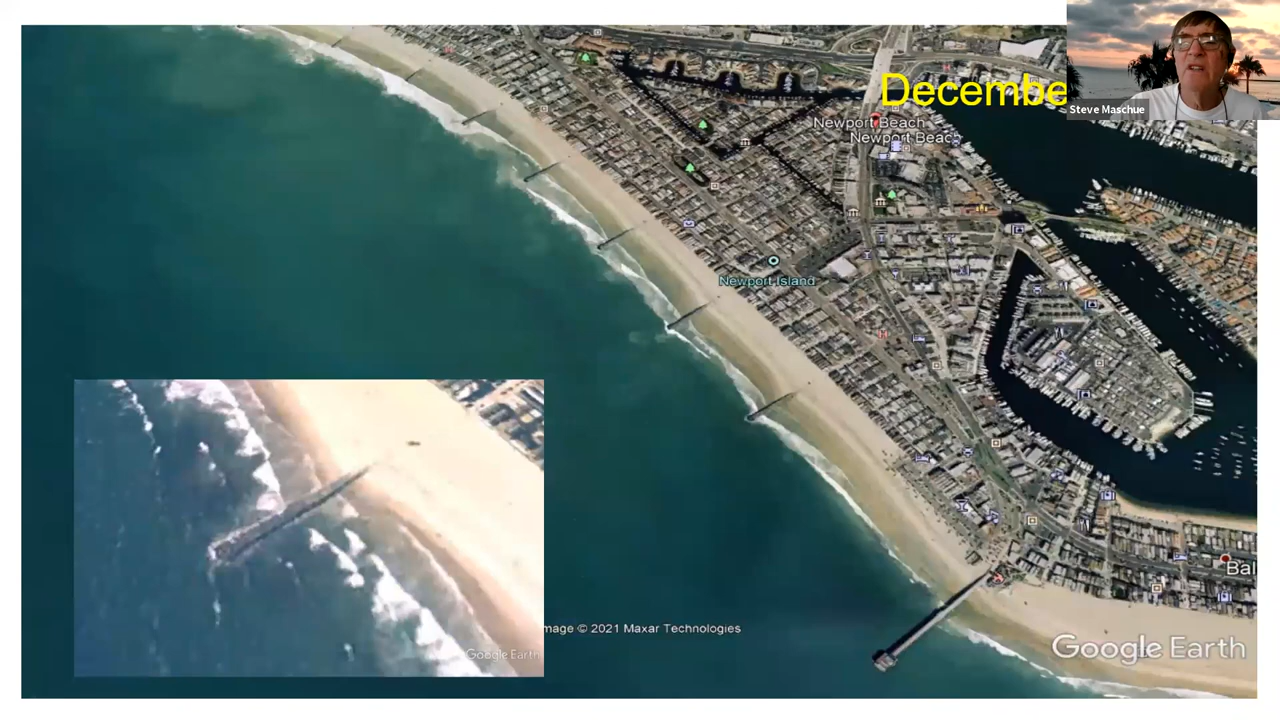 Decembe
Steve Maschue
Newport Beach
Newport Beach
Newport Island
Bal
mage © 2021 Maxar Technologies
Google Earth
Google Earth